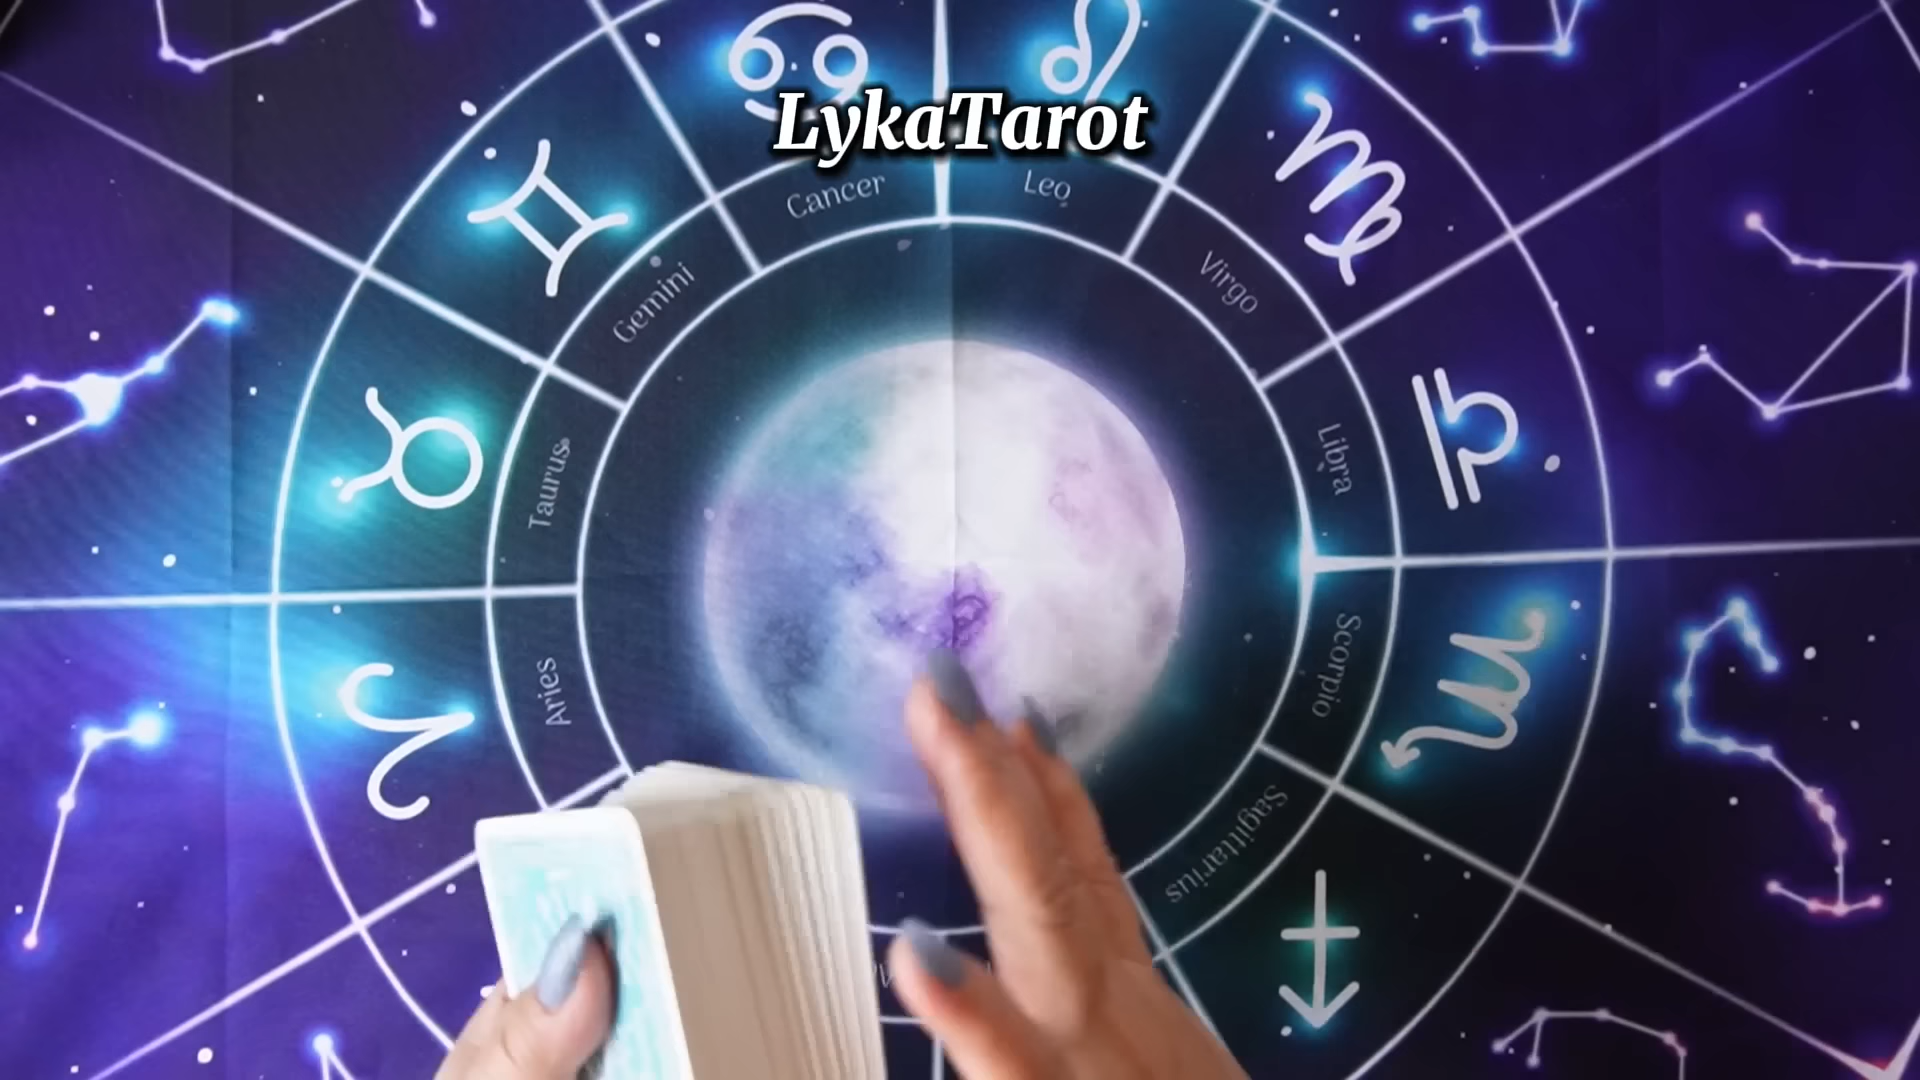 LykaTarot
Cancer
Leo
Gemini
Virgo
Taurus
Libra
Aries
Scorpio
Sagittarius